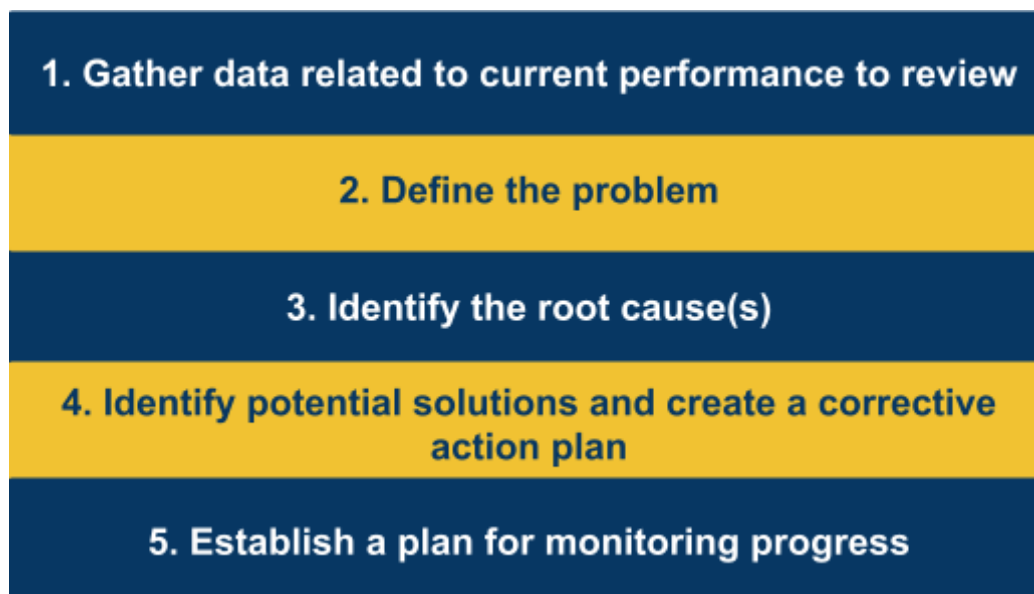 1. Gather data related to current performance to review
2. Define the problem
3. Identify the root cause(s)
4. Identify potential solutions and create a corrective
action plan
5. Establish a plan for monitoring progress